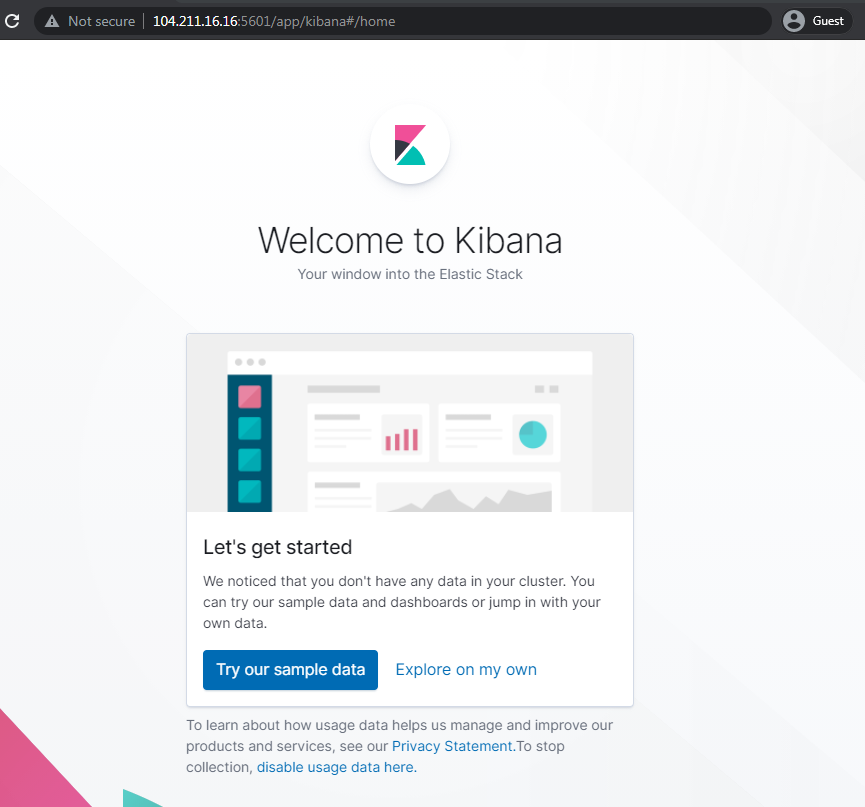 Not secure 104.211.16.16:5601/app/kibana#/home Guest
Welcome to Kibana
Your window into the Elastic Stack
Let's get started
We noticed that you don't have any data in your cluster. You
can try our sample data and dashboards or jump in with your
own data.
Try our sample data Explore on my own
To learn about how usage data helps us manage and improve our
products and services, see our Privacy Statement.To stop
collection, disable usage data here.